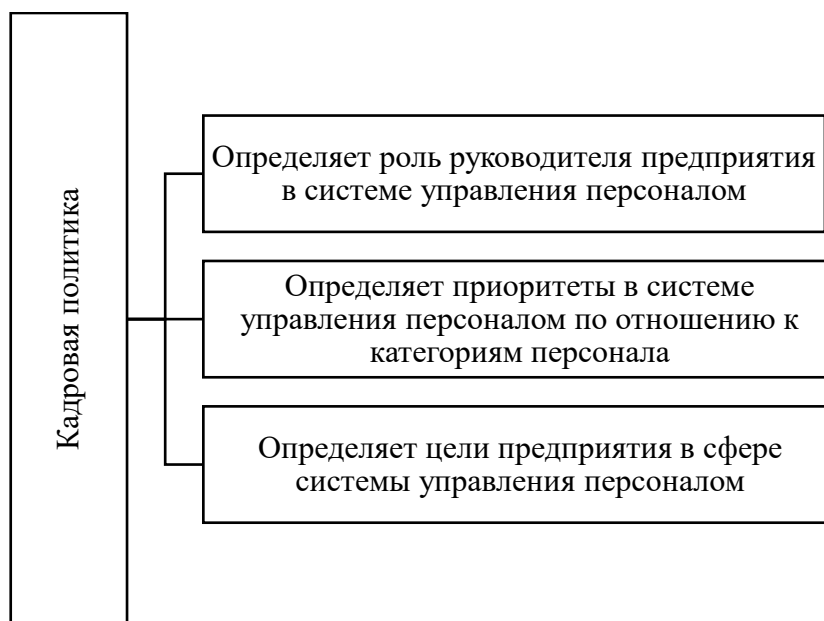 Кадровая политика
Определяет роль руководителя предприятия
в системе управления персоналом
Определяет приоритеты в системе
управления персоналом по отношению к
категориям персонала
Определяет цели предприятия в сфере
системы управления персоналом